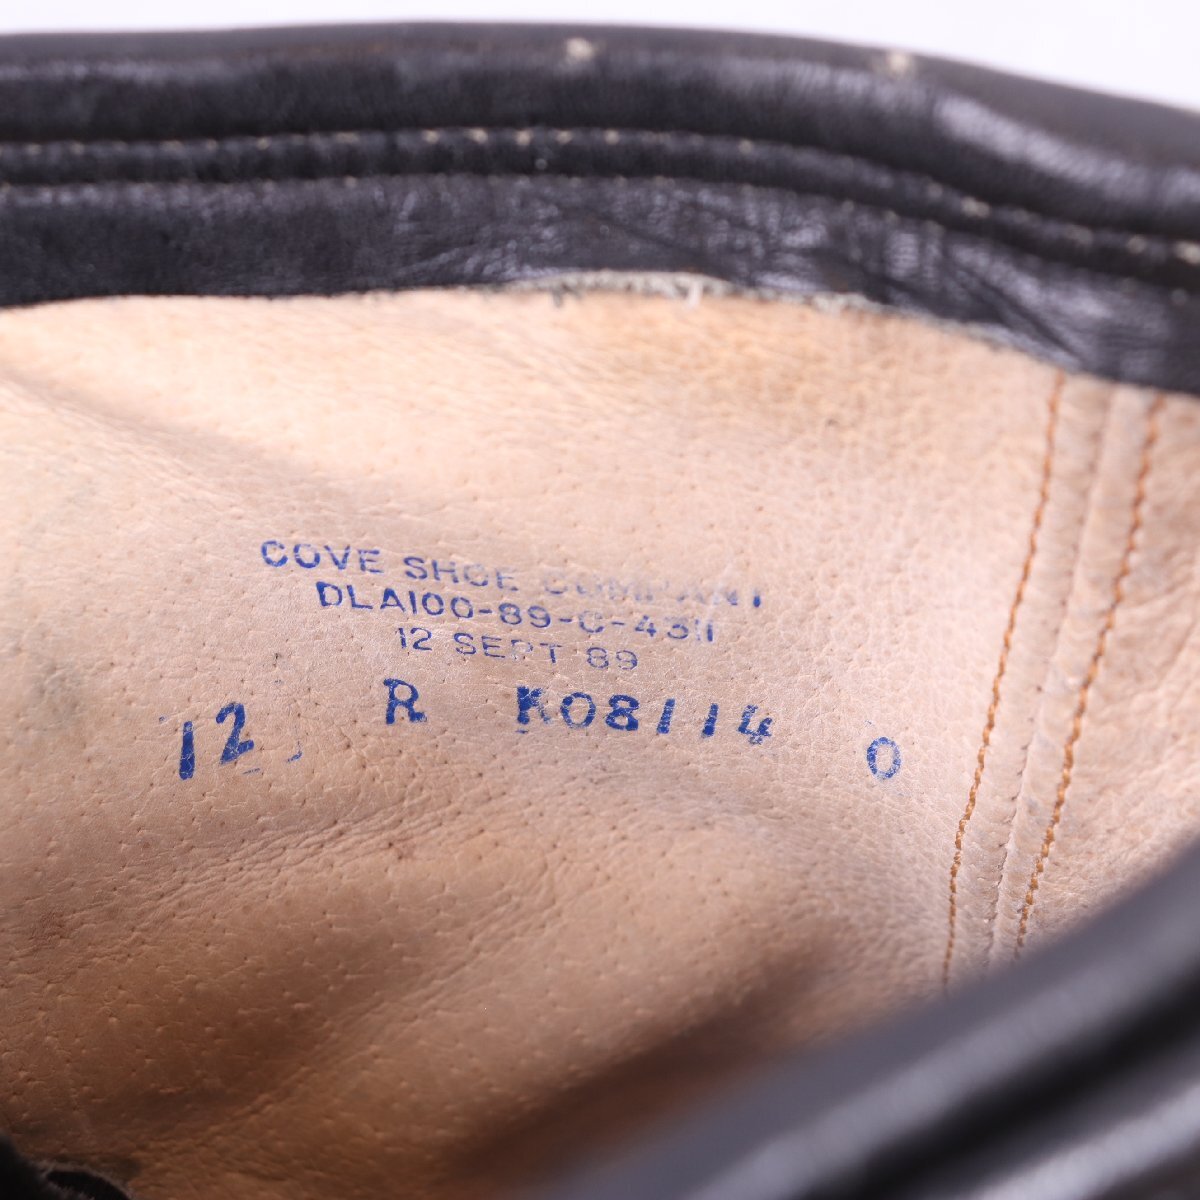 COVE SHOE COMPANY
DLA100-89-C-4311
12 SEPT 89
12 R K08114 0